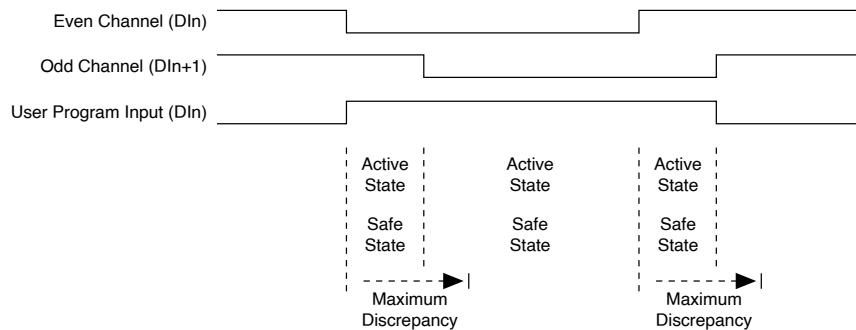 Even Channel (DIn)
Odd Channel (DIn+1)
User Program Input (DIn)
Active
State
Active
State
Active
State
Safe
State
Safe
State
Safe
State
Maximum
Discrepancy
Maximum
Discrepancy